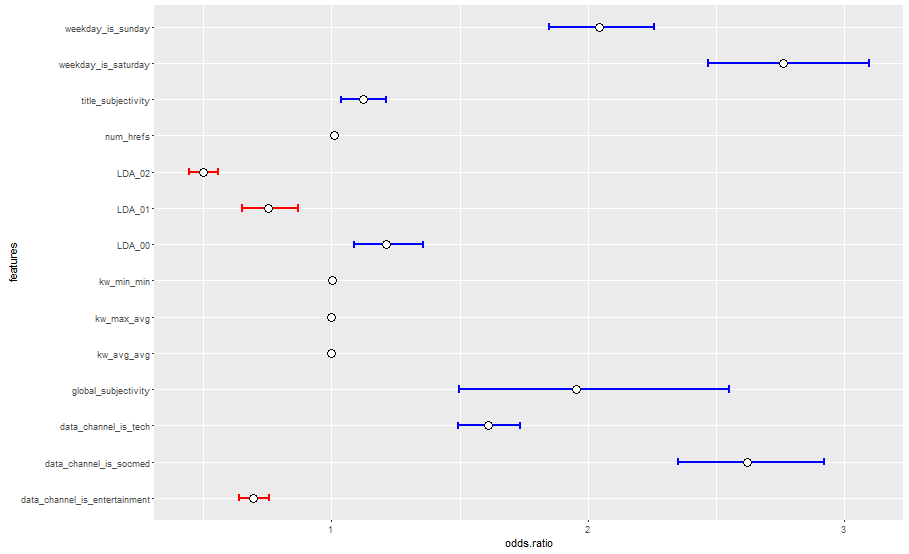 weekday_is_sunday
weekday_is_saturday
title_subjectivity
num_hrefs
LDA_02
LDA_01
LDA_00
kw_min_min
kw_max_avg
kw_avg_avg
global_subjectivity
data_channel_is_tech
data_channel_is_socmed
data_channel_is_entertainment
features
1
2
3
odds.ratio